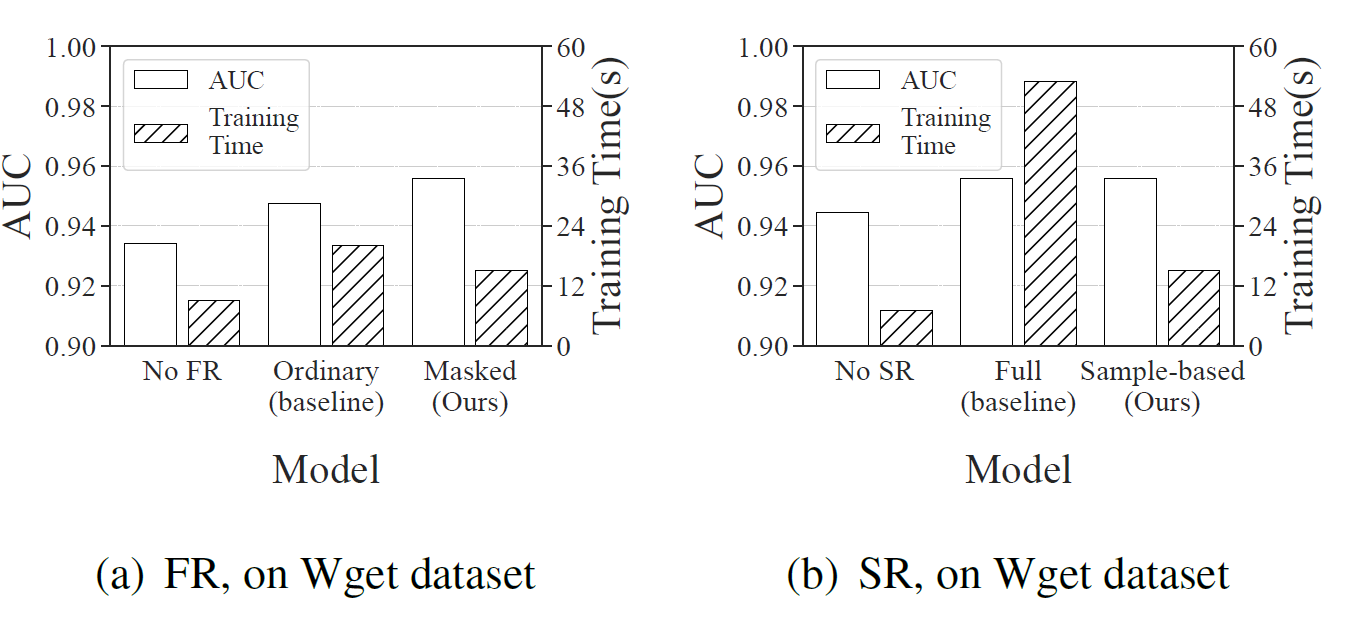 1.00
0.98
0.96
0.94
0.92
0.90
AUC
AUC
Training
Time
60
48
36
24
12
0
Training Time(s)
No FR
Ordinary
(baseline)
Masked
(Ours)
Model
(a) FR, on Wget dataset
1.00
0.98
0.96
0.94
0.92
0.90
AUC
AUC
Training
Time
60
48
36
24
12
0
Training Time(s)
No SR
Full
(baseline)
Sample-based
(Ours)
Model
(b) SR, on Wget dataset